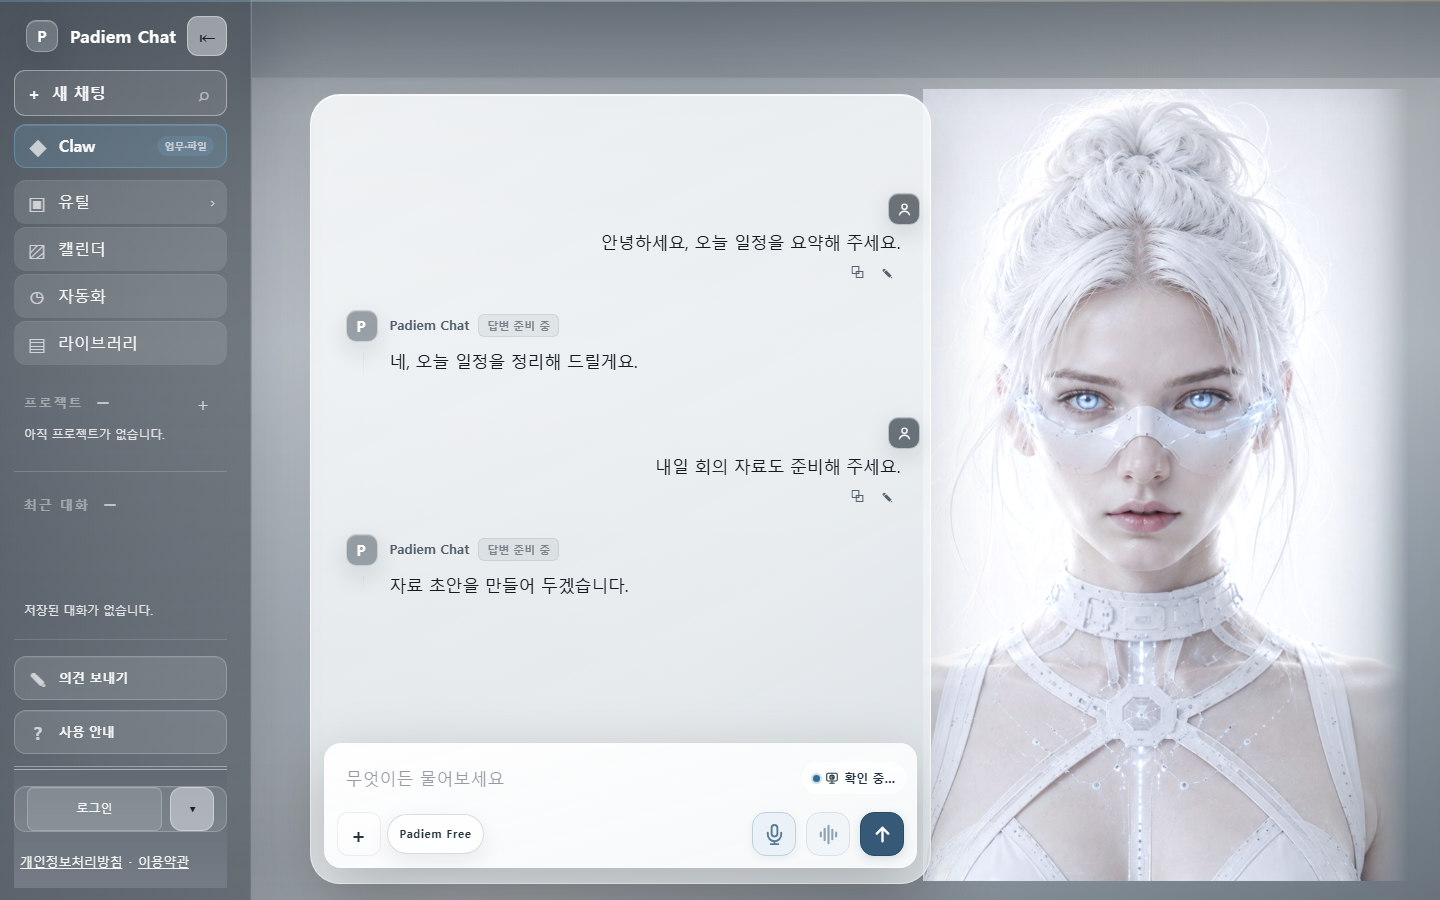 P Padiem Chat
+ 새 채팅
Claw 업무·파일
유틸
캘린더
자동화
라이브러리
프로젝트
아직 프로젝트가 없습니다.
최근 대화
저장된 대화가 없습니다.
의견 보내기
? 사용 안내
로그인
개인정보처리방침 · 이용약관
안녕하세요, 오늘 일정을 요약해 주세요.
P Padiem Chat 답변 준비 중
네, 오늘 일정을 정리해 드릴게요.
내일 회의 자료도 준비해 주세요.
P Padiem Chat 답변 준비 중
자료 초안을 만들어 두겠습니다.
무엇이든 물어보세요
확인 중...
+ Padiem Free